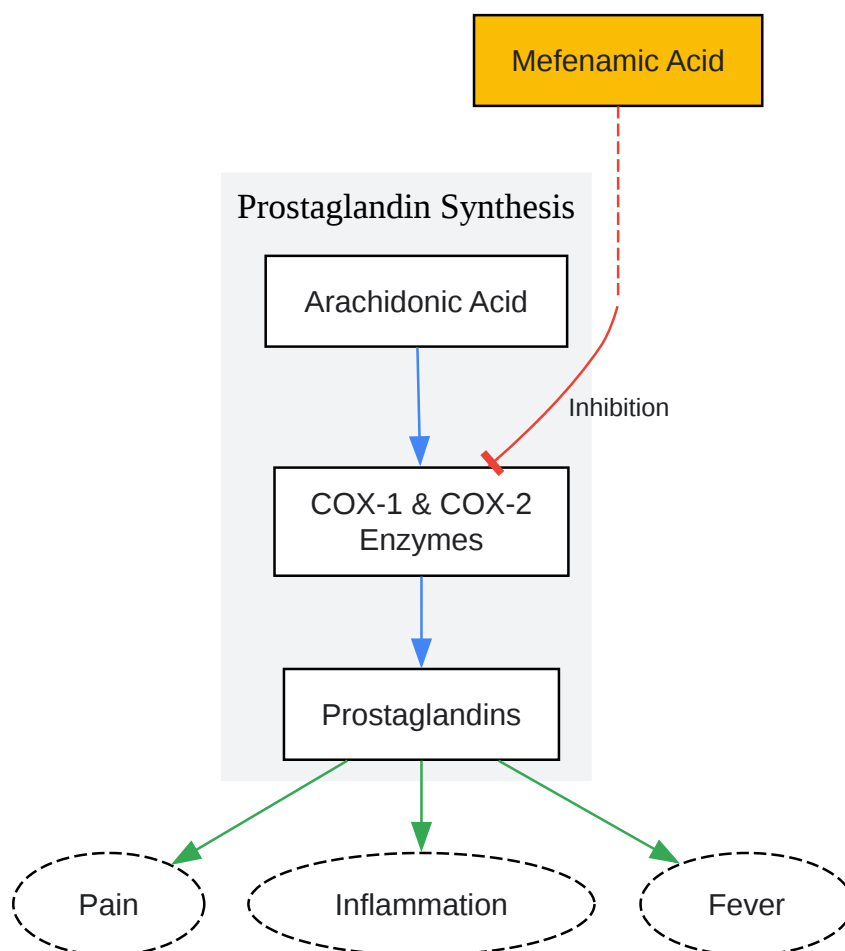 Mefenamic Acid
Prostaglandin Synthesis
Arachidonic Acid
Inhibition
COX-1 & COX-2
Enzymes
Prostaglandins
Pain
Inflammation
Fever